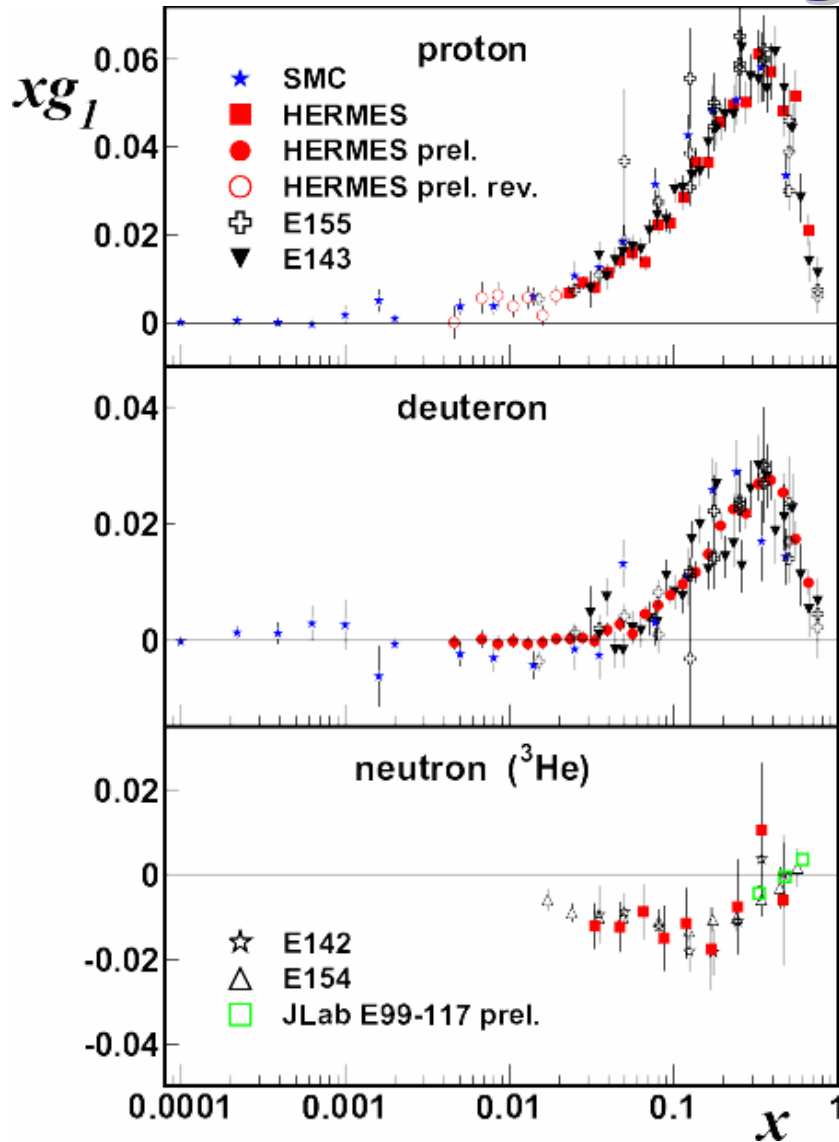 proton
xg1
0.06
0.04
0.02
0
SMC
HERMES
HERMES prel.
HERMES prel. rev.
E155
E143
deuteron
0.04
0.02
0
neutron (3He)
0.02
0
-0.02
-0.04
E142
E154
JLab E99-117 prel.
0.0001 0.001 0.01 0.1 1
x